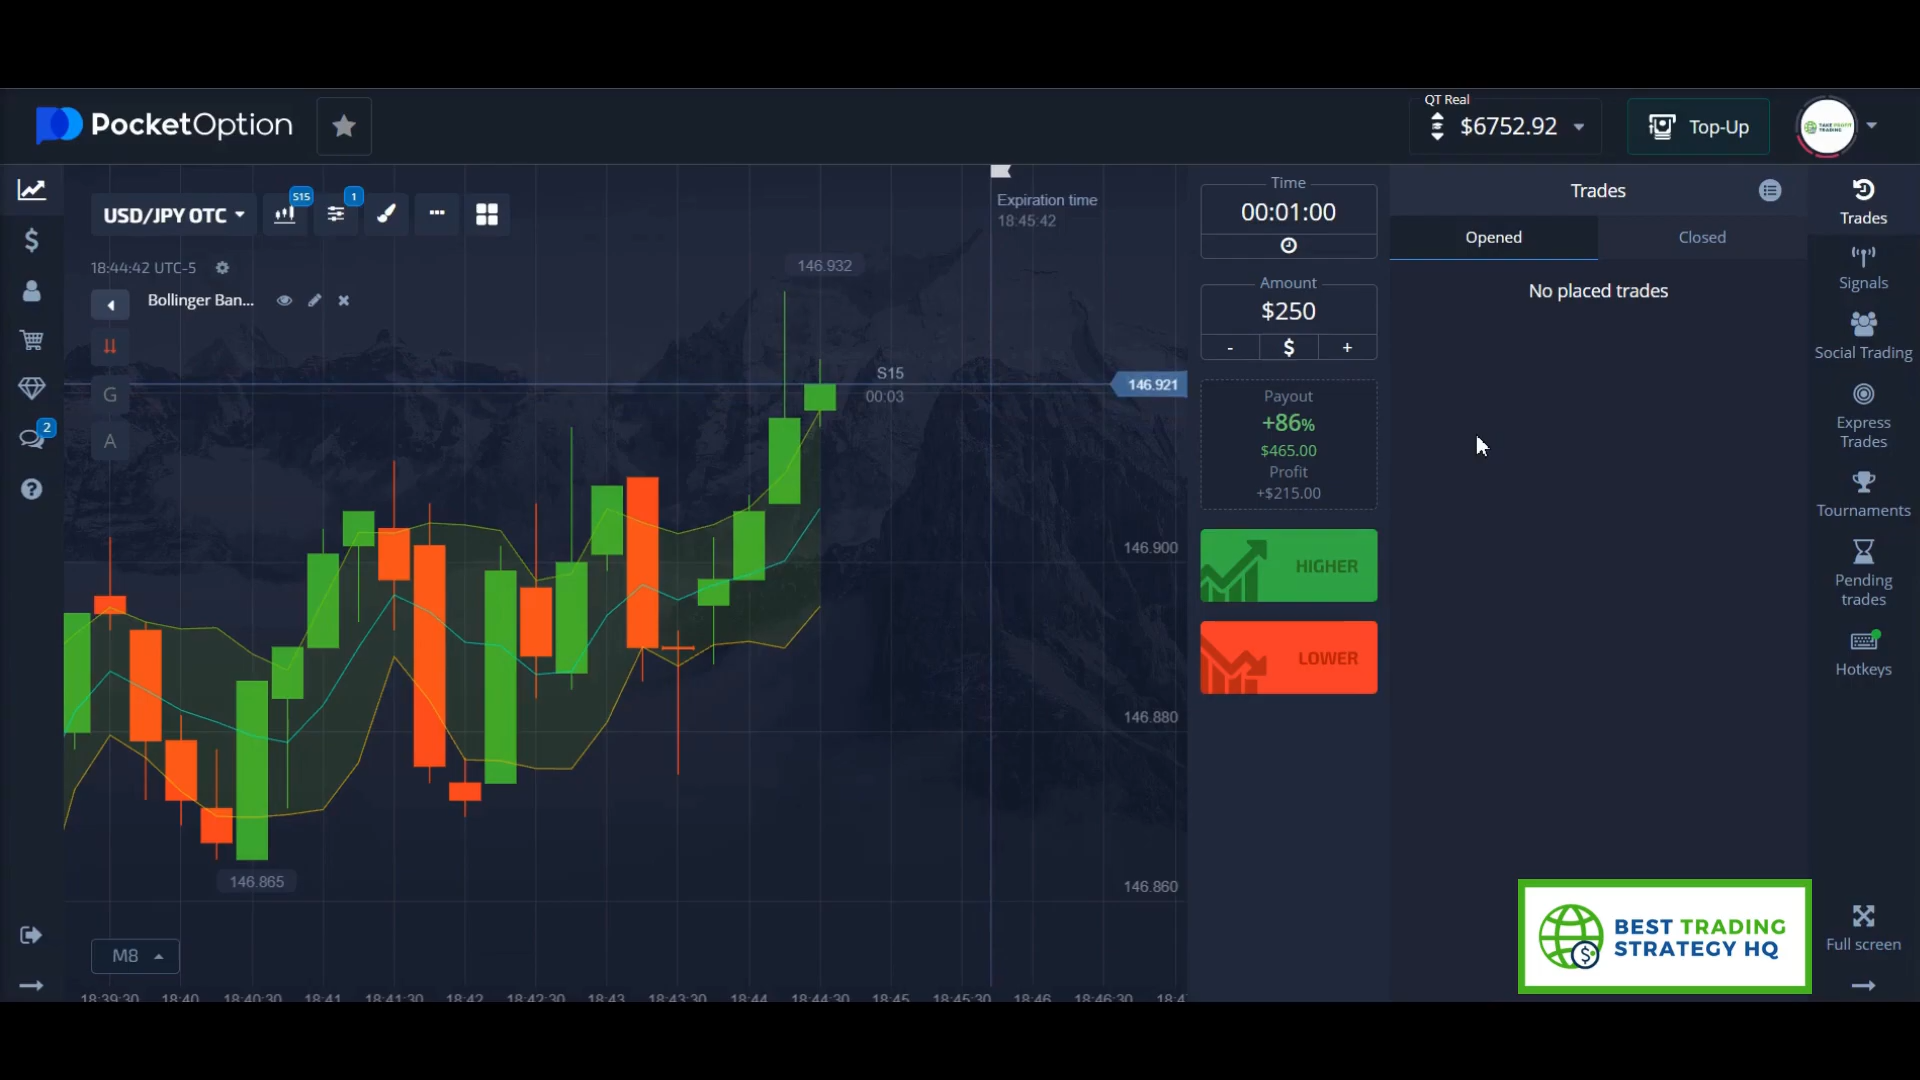 PocketOption
QT Real
$6752.92
Top-Up
TAKE PROFIT
TRADING
USD/JPY OTC
S15
1
18:44:42 UTC-5
Bollinger Ban...
G
A
2
146.932
S15
00:03
146.921
146.900
146.880
146.860
146.865
Expiration time
18:45:42
M8
18:39:30 18:40 18:40:30 18:41 18:41:30 18:42 18:42:30 18:43 18:43:30 18:44 18:44:30 18:45 18:45:30 18:46 18:46:30
Time
00:01:00
Amount
$250
- $ +
Payout
+86%
$465.00
Profit
+$215.00
HIGHER
LOWER
Trades
Opened
Closed
No placed trades
Trades
Signals
Social Trading
Express
Trades
Tournaments
Pending
trades
Hotkeys
Full screen
BEST TRADING
STRATEGY HQ